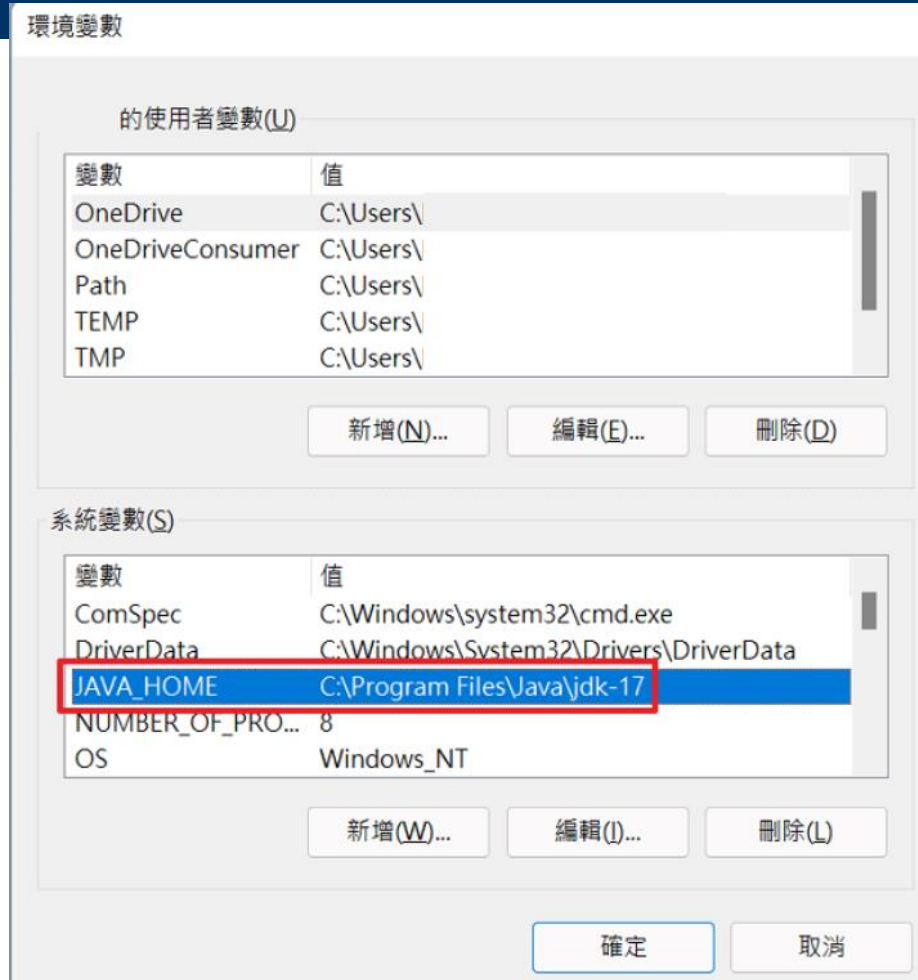 環境變數
的使用者變數(U)
變數 值
OneDrive C:\Users\
OneDriveConsumer C:\Users\
Path C:\Users\
TEMP C:\Users\
TMP C:\Users\
新增(N)... 編輯(E)... 刪除(D)
系統變數(S)
變數 值
ComSpec C:\Windows\system32\cmd.exe
DriverData C:\Windows\System32\Drivers\DriverData
JAVA_HOME C:\Program Files\Java\jdk-17
NUMBER_OF_PRO... 8
OS Windows_NT
新增(W)... 編輯(I)... 刪除(L)
確定 取消